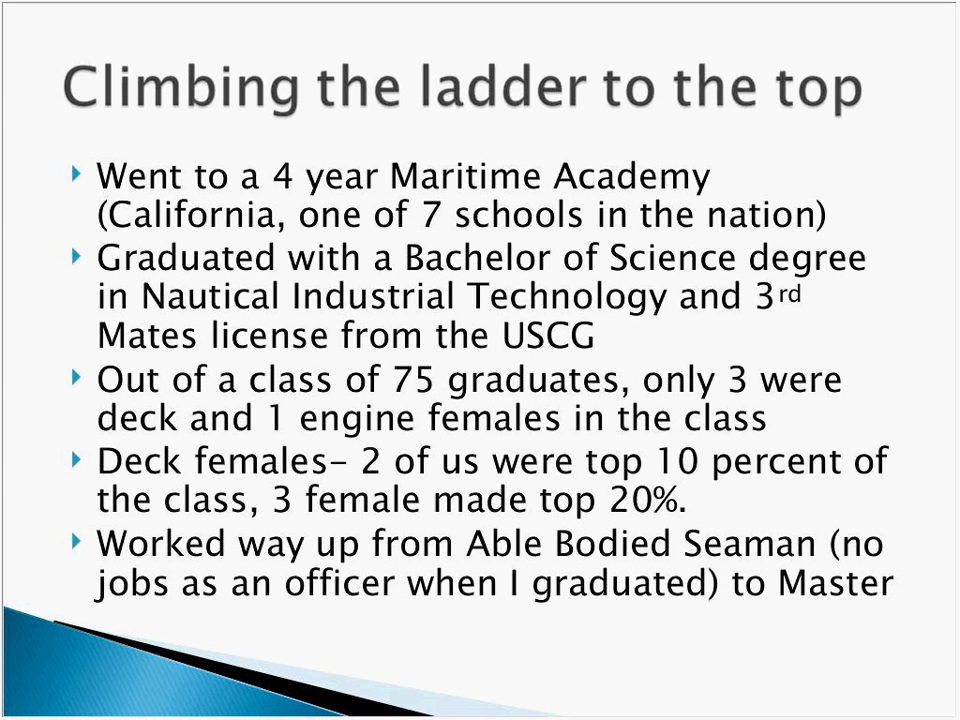 Climbing the ladder to the top
Went to a 4 year Maritime Academy
(California, one of 7 schools in the nation)
Graduated with a Bachelor of Science degree
in Nautical Industrial Technology and 3rd
Mates license from the USCG
Out of a class of 75 graduates, only 3 were
deck and 1 engine females in the class
Deck females- 2 of us were top 10 percent of
the class, 3 female made top 20%.
Worked way up from Able Bodied Seaman (no
jobs as an officer when I graduated) to Master